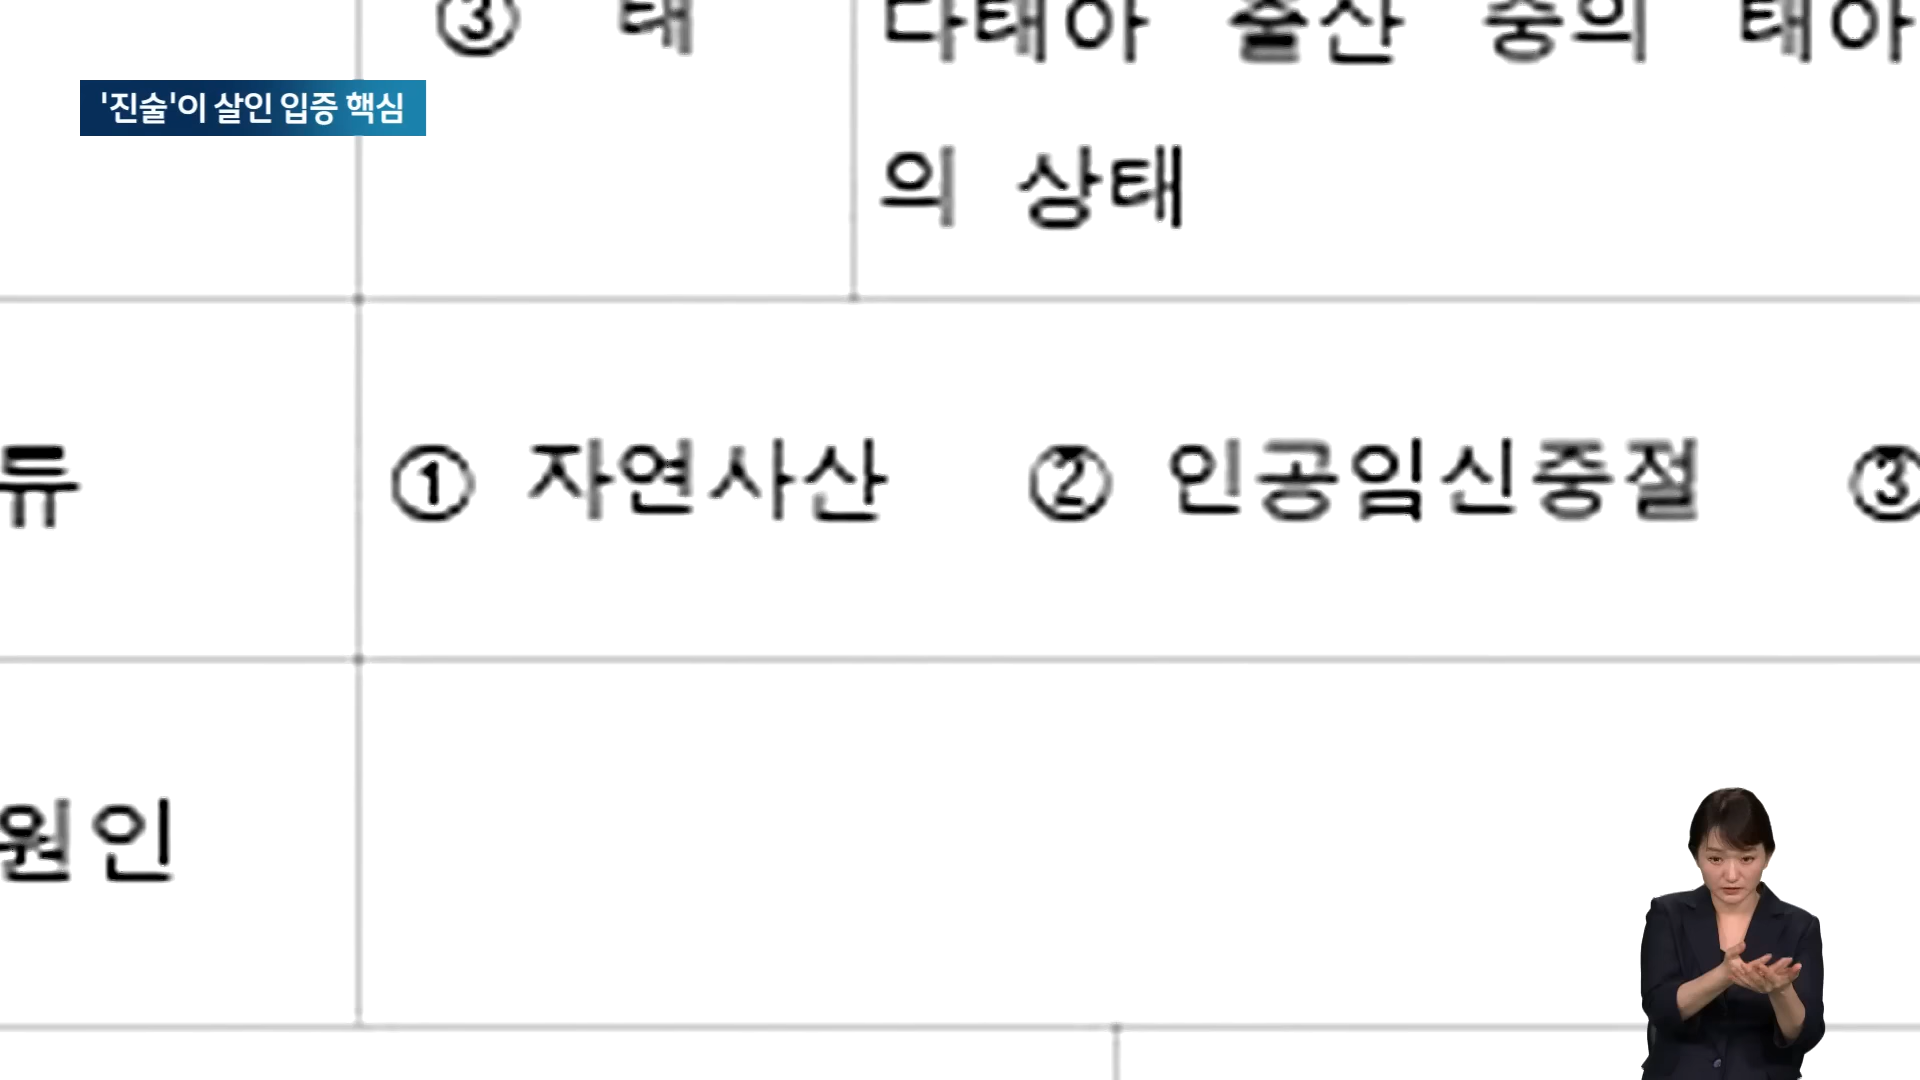 ③ 태
다태아 출산 중의 태아
'진술'이 살인 입증 핵심
의 상태
류
① 자연사산 ② 인공임신중절 ③
원인